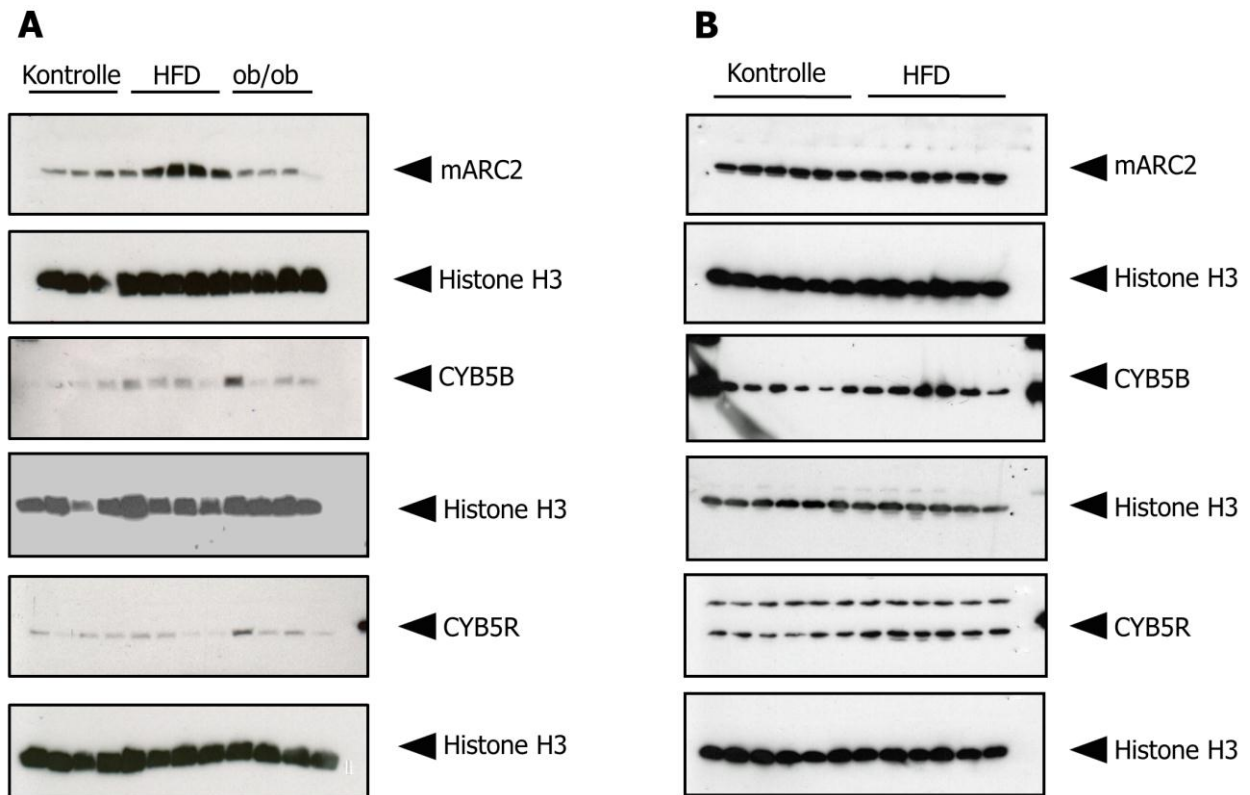 A
Kontrolle HFD ob/ob
mARC2
Histone H3
CYB5B
Histone H3
CYB5R
Histone H3
B
Kontrolle HFD
mARC2
Histone H3
CYB5B
Histone H3
CYB5R
Histone H3